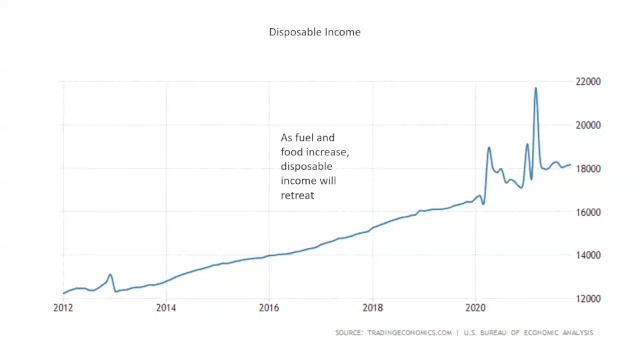 Disposable Income
22000
As fuel and
food increase,
disposable
income will
retreat
20000
18000
16000
14000
12000
2012 2014 2016 2018 2020
SOURCE: TRADINGECONOMICS.COM | U.S. BUREAU OF ECONOMIC ANALYSIS